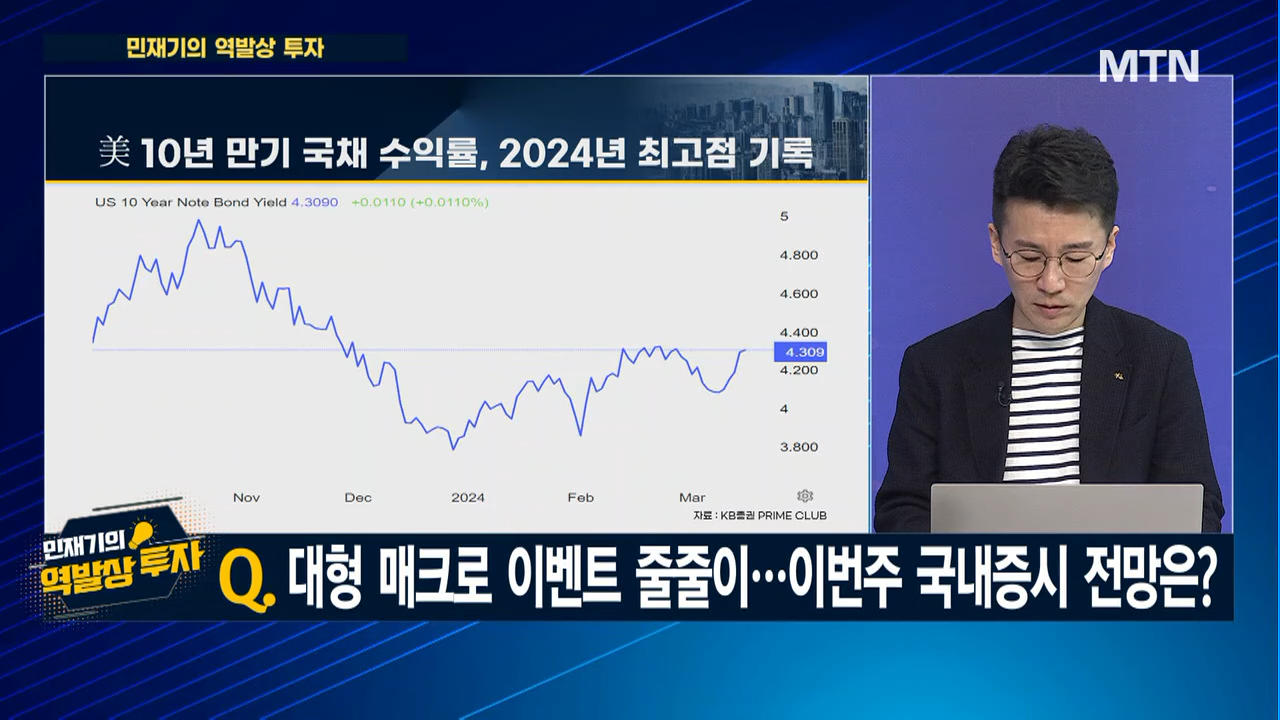 민재기의 역발상 투자
MTN
美 10년 만기 국채 수익률, 2024년 최고점 기록
US 10 Year Note Bond Yield 4.3090 +0.0110 (+0.0110%)
5
4.800
4.600
4.400
4.309
4.200
4
3.800
Nov Dec 2024 Feb Mar
자료 : KB증권 PRIME CLUB
민재기의
역발상 투자
Q. 대형 매크로 이벤트 줄줄이…이번주 국내증시 전망은?